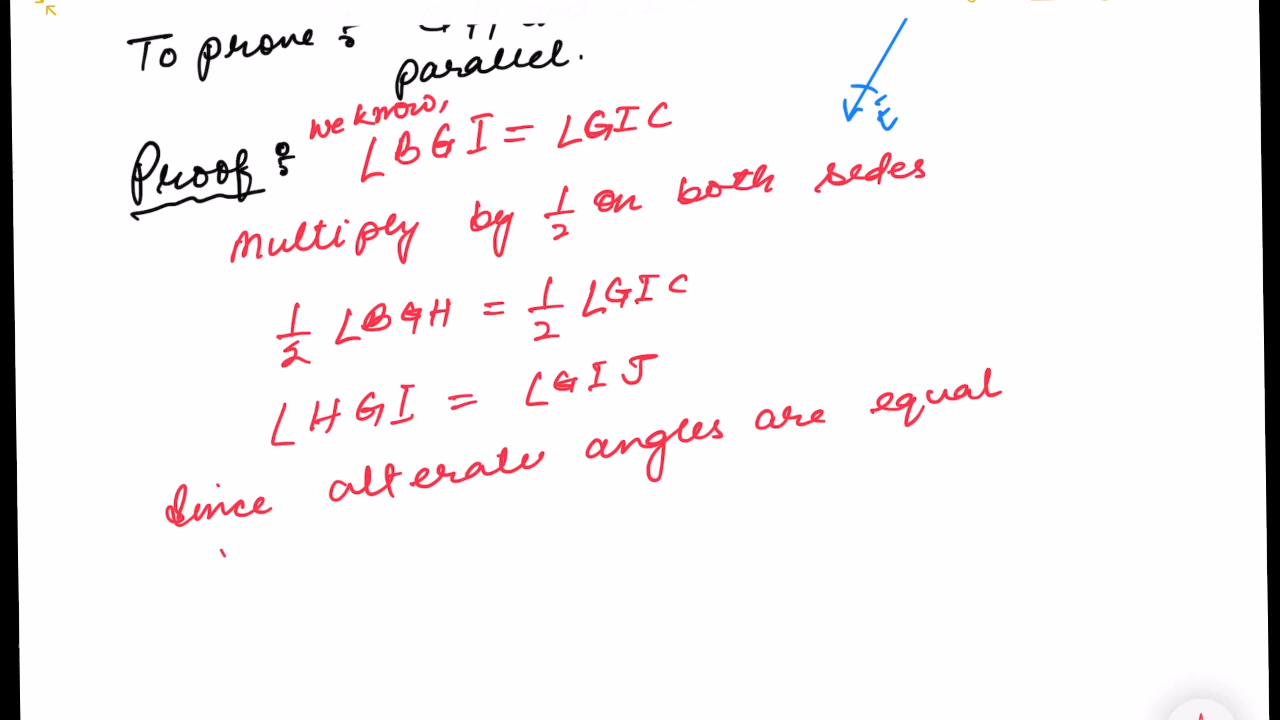 To prove :
parallel.
we know,
Proof : ∠BGI = ∠GIC
Multiply by 1/2 on both sides
1/2 ∠BGH = 1/2 ∠GIC
∠HGI = ∠GIJ
Since alterate angles are equal